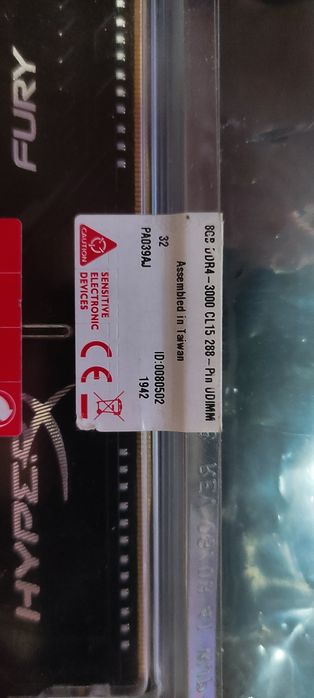 HYPERX FURY
8GB DDR4-3000 CL15 288-Pin UDIMM
Assembled in Taiwan
32 ID:0080502
PA039AJ 1942
CAUTION
SENSITIVE
ELECTRONIC
DEVICES
CE